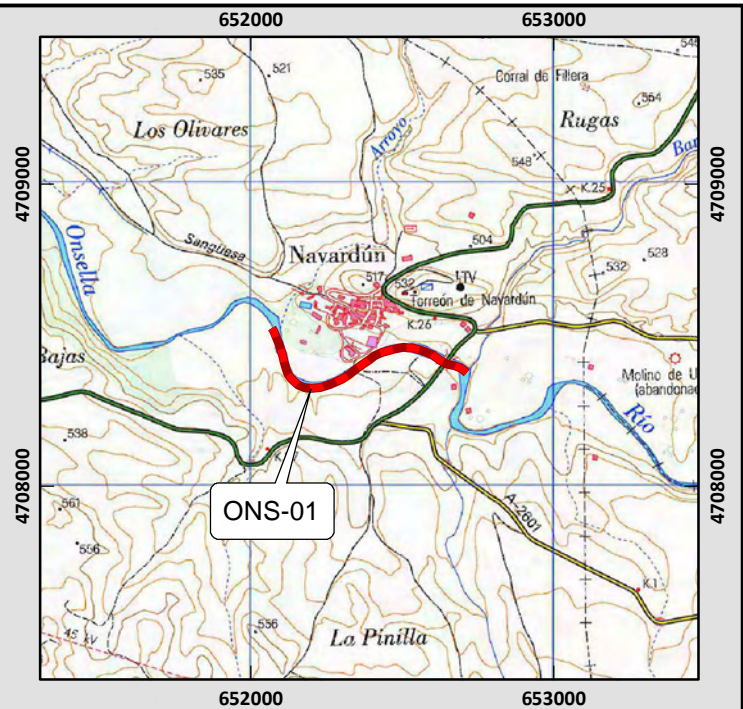 652000
653000
4709000
4709000
4708000
4708000
535
521
Corral de Fillera
554
Los Olivares
Arroyo
Rugas
548
K.25
Onsella
Sangüesa
Navardún
504
528
532
517
532
Torreón de Navardún
K.26
Bajas
Molino de U
(abandonad
Río
538
ONS-01
561
556
A-2601
K.1
556
La Pinilla
45 kV
652000
653000